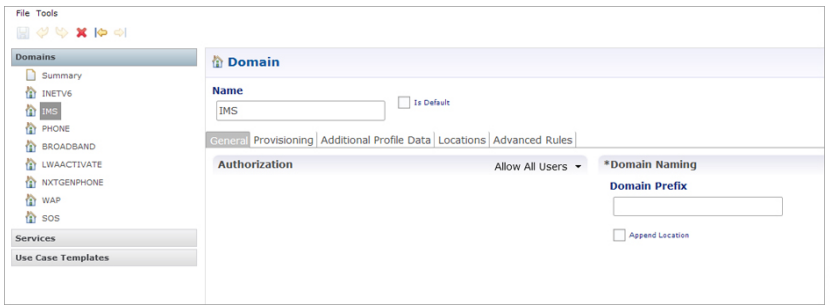 File Tools
Domains
Summary
INETV6
IMS
PHONE
BROADBAND
LWAACTIVATE
NXTGENPHONE
WAP
SOS
Services
Use Case Templates
Domain
Name
IMS
Is Default
General Provisioning Additional Profile Data Locations Advanced Rules
Authorization Allow All Users
*Domain Naming
Domain Prefix
Append Location